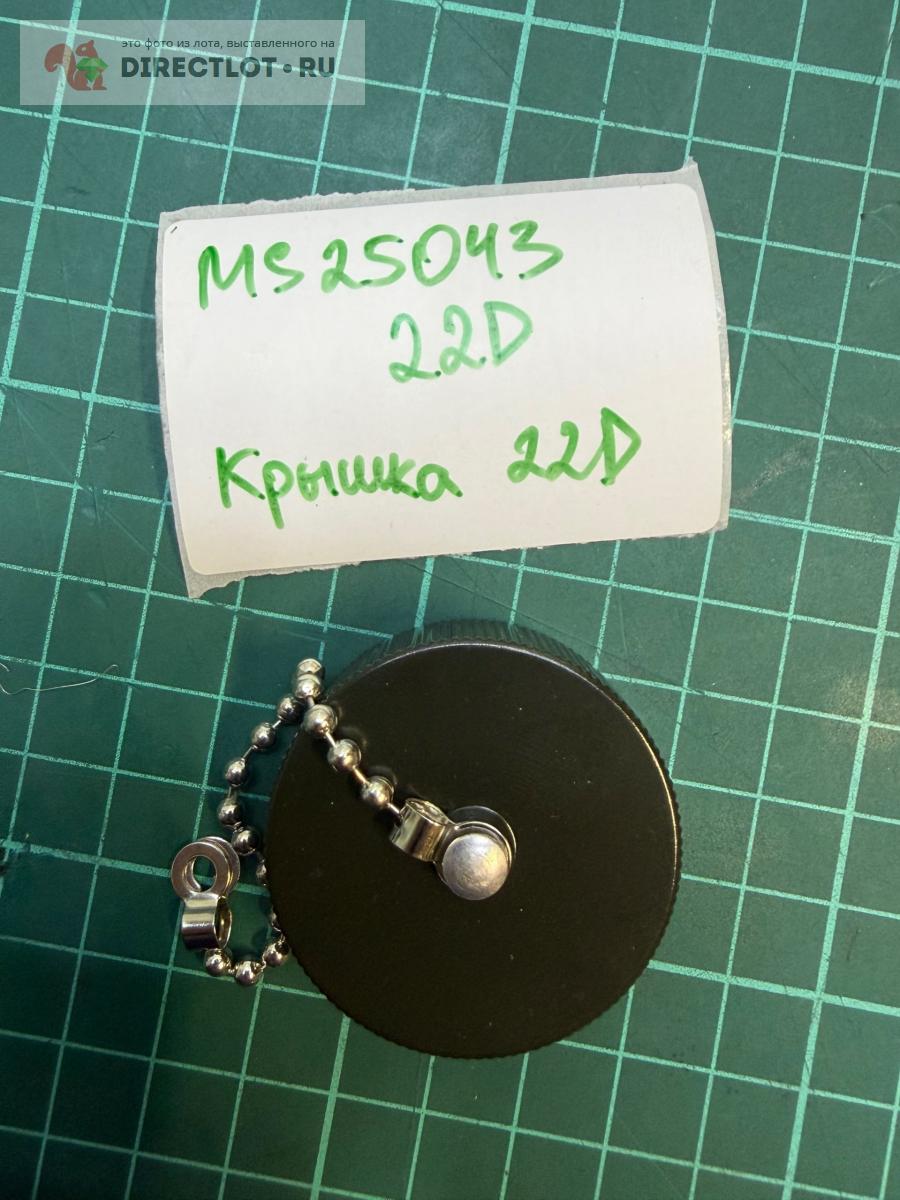 это фото из лота, выставленного на
DIRECTLOT.RU
MS25043
22D
Крышка 22D